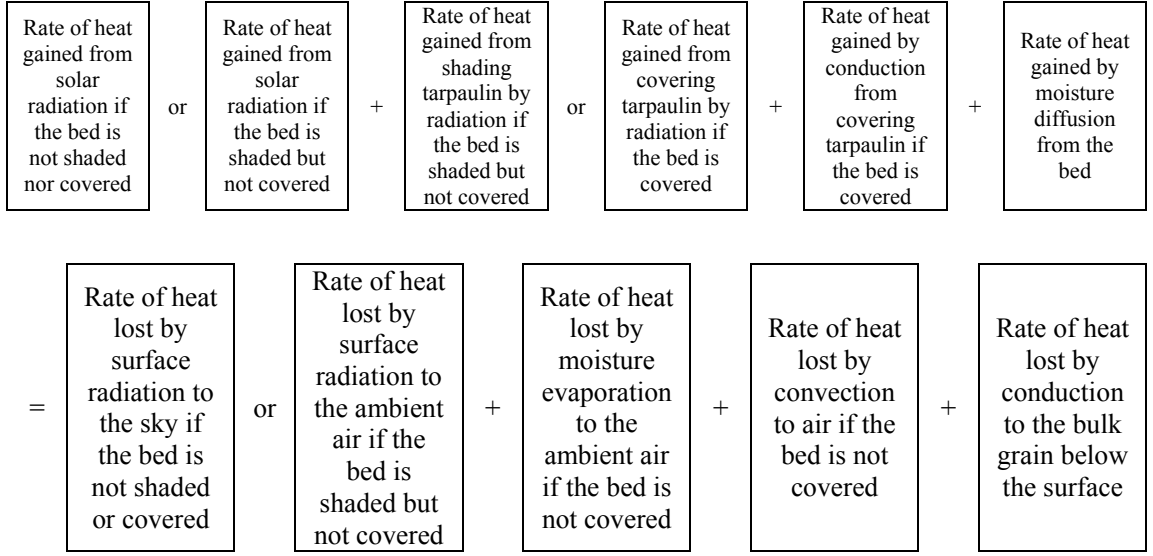 Rate of heat
gained from
solar
radiation if
the bed is
not shaded
nor covered
or
Rate of heat
gained from
solar
radiation if
the bed is
shaded but
not covered
+
Rate of heat
gained from
shading
tarpaulin by
radiation if
the bed is
shaded but
not covered
or
Rate of heat
gained from
covering
tarpaulin by
radiation if
the bed is
covered
+
Rate of heat
gained by
conduction
from
covering
tarpaulin if
the bed is
covered
+
Rate of heat
gained by
moisture
diffusion
from the
bed
=
Rate of heat
lost by
surface
radiation to
the sky if
the bed is
not shaded
or covered
or
Rate of heat
lost by
surface
radiation to
the ambient
air if the
bed is
shaded but
not covered
+
Rate of heat
lost by
moisture
evaporation
to the
ambient air
if the bed is
not covered
+
Rate of heat
lost by
convection
to air if the
bed is not
covered
+
Rate of heat
lost by
conduction
to the bulk
grain below
the surface